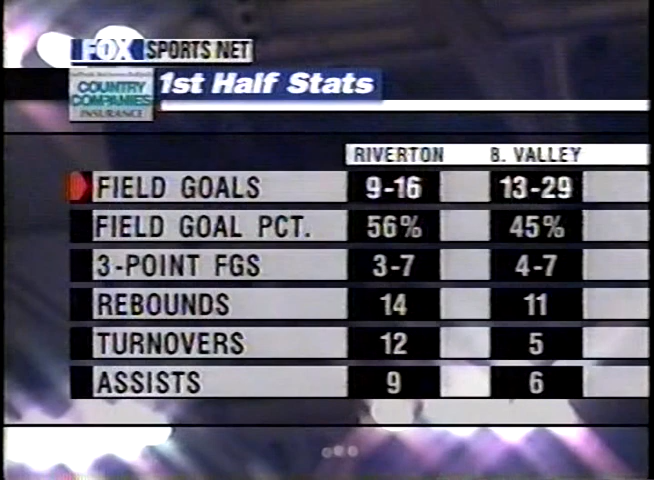 FOX SPORTS NET
COUNTRY
COMPANIES
INSURANCE
1st Half Stats
RIVERTON B. VALLEY
FIELD GOALS 9-16 13-29
FIELD GOAL PCT. 56% 45%
3-POINT FGS 3-7 4-7
REBOUNDS 14 11
TURNOVERS 12 5
ASSISTS 9 6